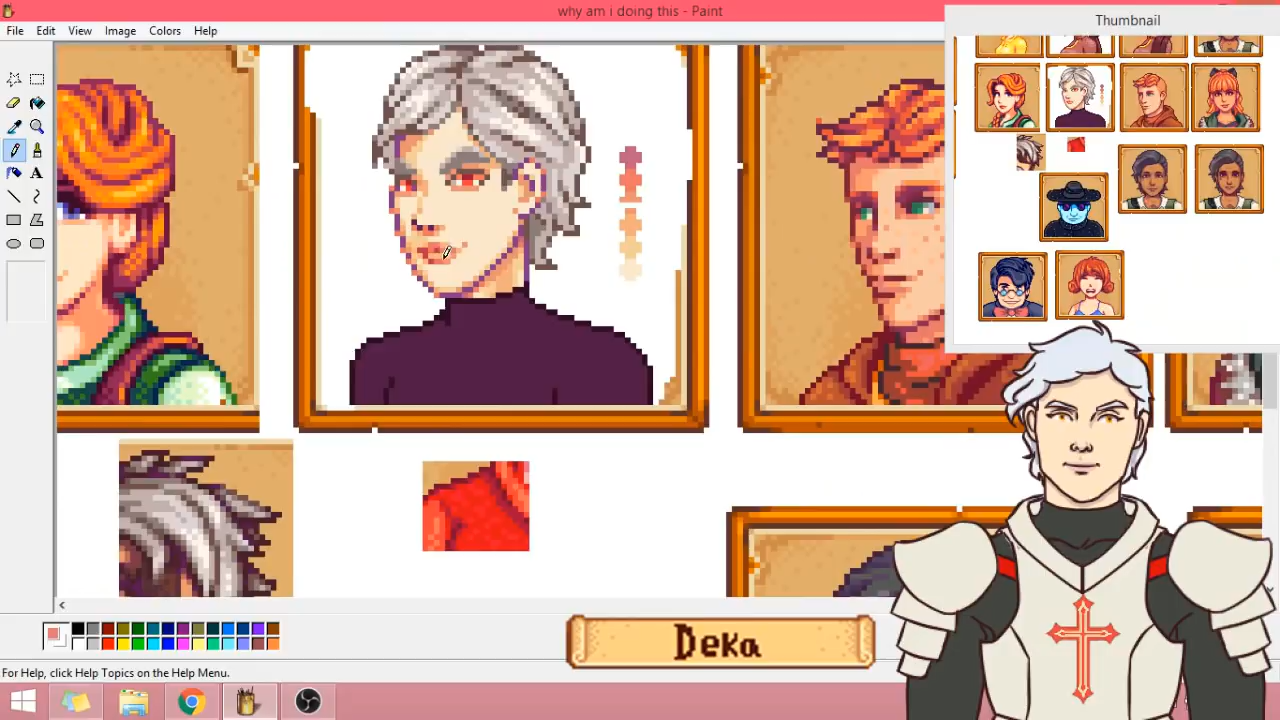 why am i doing this - Paint
File Edit View Image Colors Help
Thumbnail
A
Deka
For Help, click Help Topics on the Help Menu.